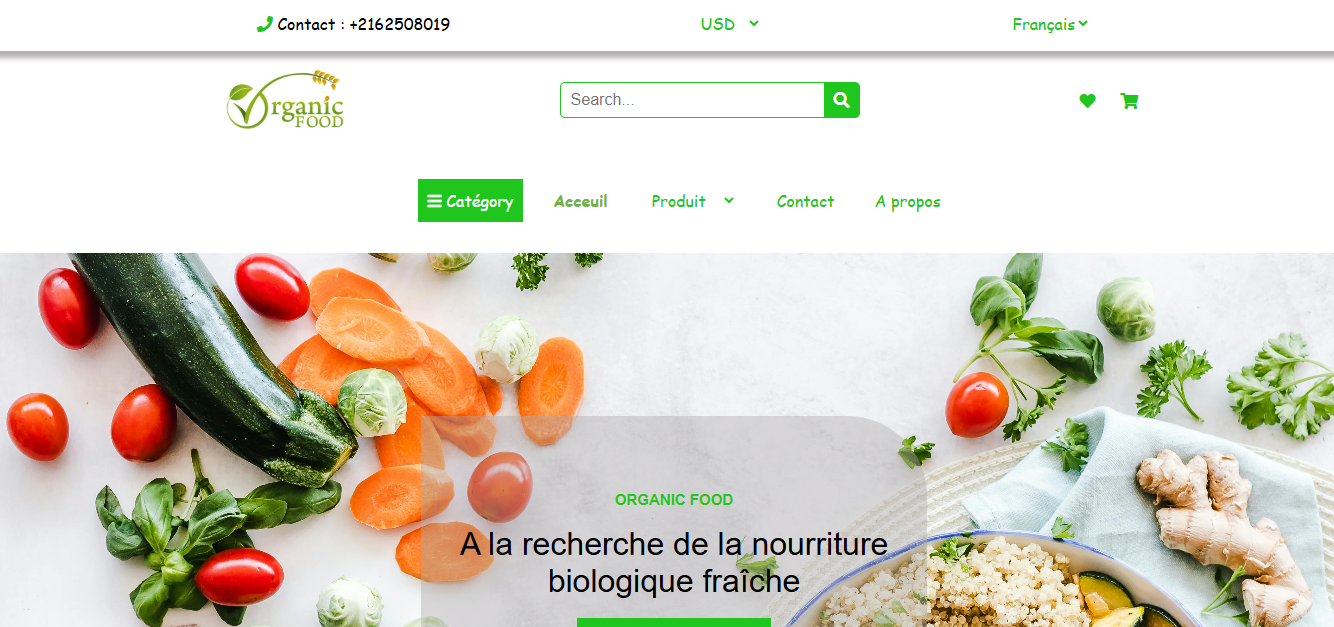 Contact : +2162508019
USD
Français
Organic
FOOD
Search...
Catégory
Acceuil
Produit
Contact
A propos
ORGANIC FOOD
A la recherche de la nourriture
biologique fraîche